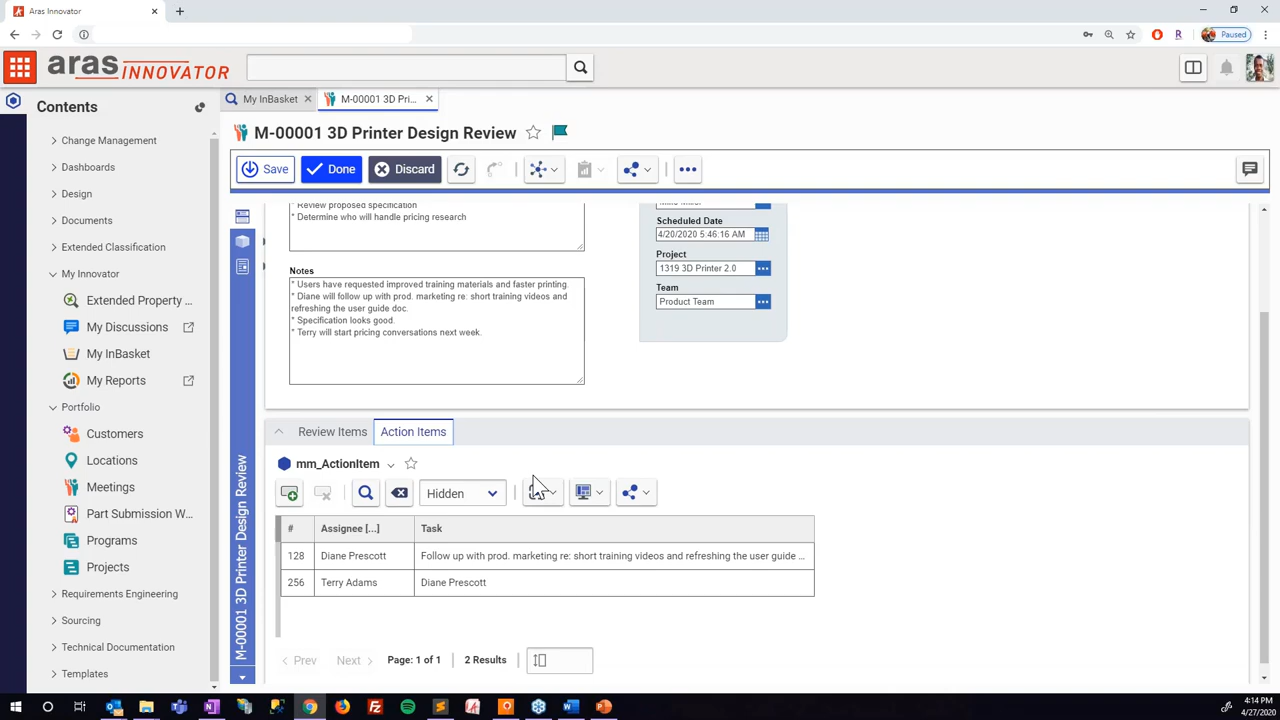 Aras Innovator
Paused
aras INNOVATOR
Contents
Change Management
Dashboards
Design
Documents
Extended Classification
My Innovator
Extended Property ...
My Discussions
My InBasket
My Reports
Portfolio
Customers
Locations
Meetings
Part Submission W...
Programs
Projects
Requirements Engineering
Sourcing
Technical Documentation
Templates
My InBasket
M-00001 3D Pri...
M-00001 3D Printer Design Review
Save
Done
Discard
M-00001 3D Printer Design Review
* Review proposed specification
* Determine who will handle pricing research
Notes
* Users have requested improved training materials and faster printing.
* Diane will follow up with prod. marketing re: short training videos and
refreshing the user guide doc.
* Specification looks good.
* Terry will start pricing conversations next week.
Scheduled Date
4/20/2020 5:46:16 AM
Project
1319 3D Printer 2.0
Team
Product Team
Review Items
Action Items
mm_ActionItem
Hidden
# Assignee [...] Task
128 Diane Prescott Follow up with prod. marketing re: short training videos and refreshing the user guide ...
256 Terry Adams Diane Prescott
Prev Next Page: 1 of 1 2 Results
4:14 PM
4/27/2020